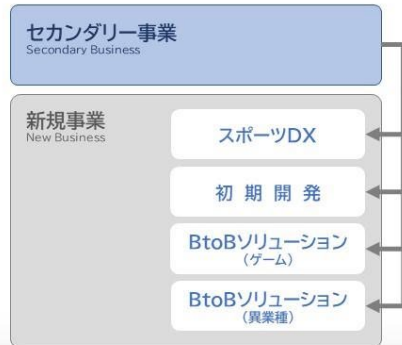 セカンダリー事業
Secondary Business
新規事業
New Business
スポーツDX
初期開発
BtoBソリューション
(ゲーム)
BtoBソリューション
(異業種)